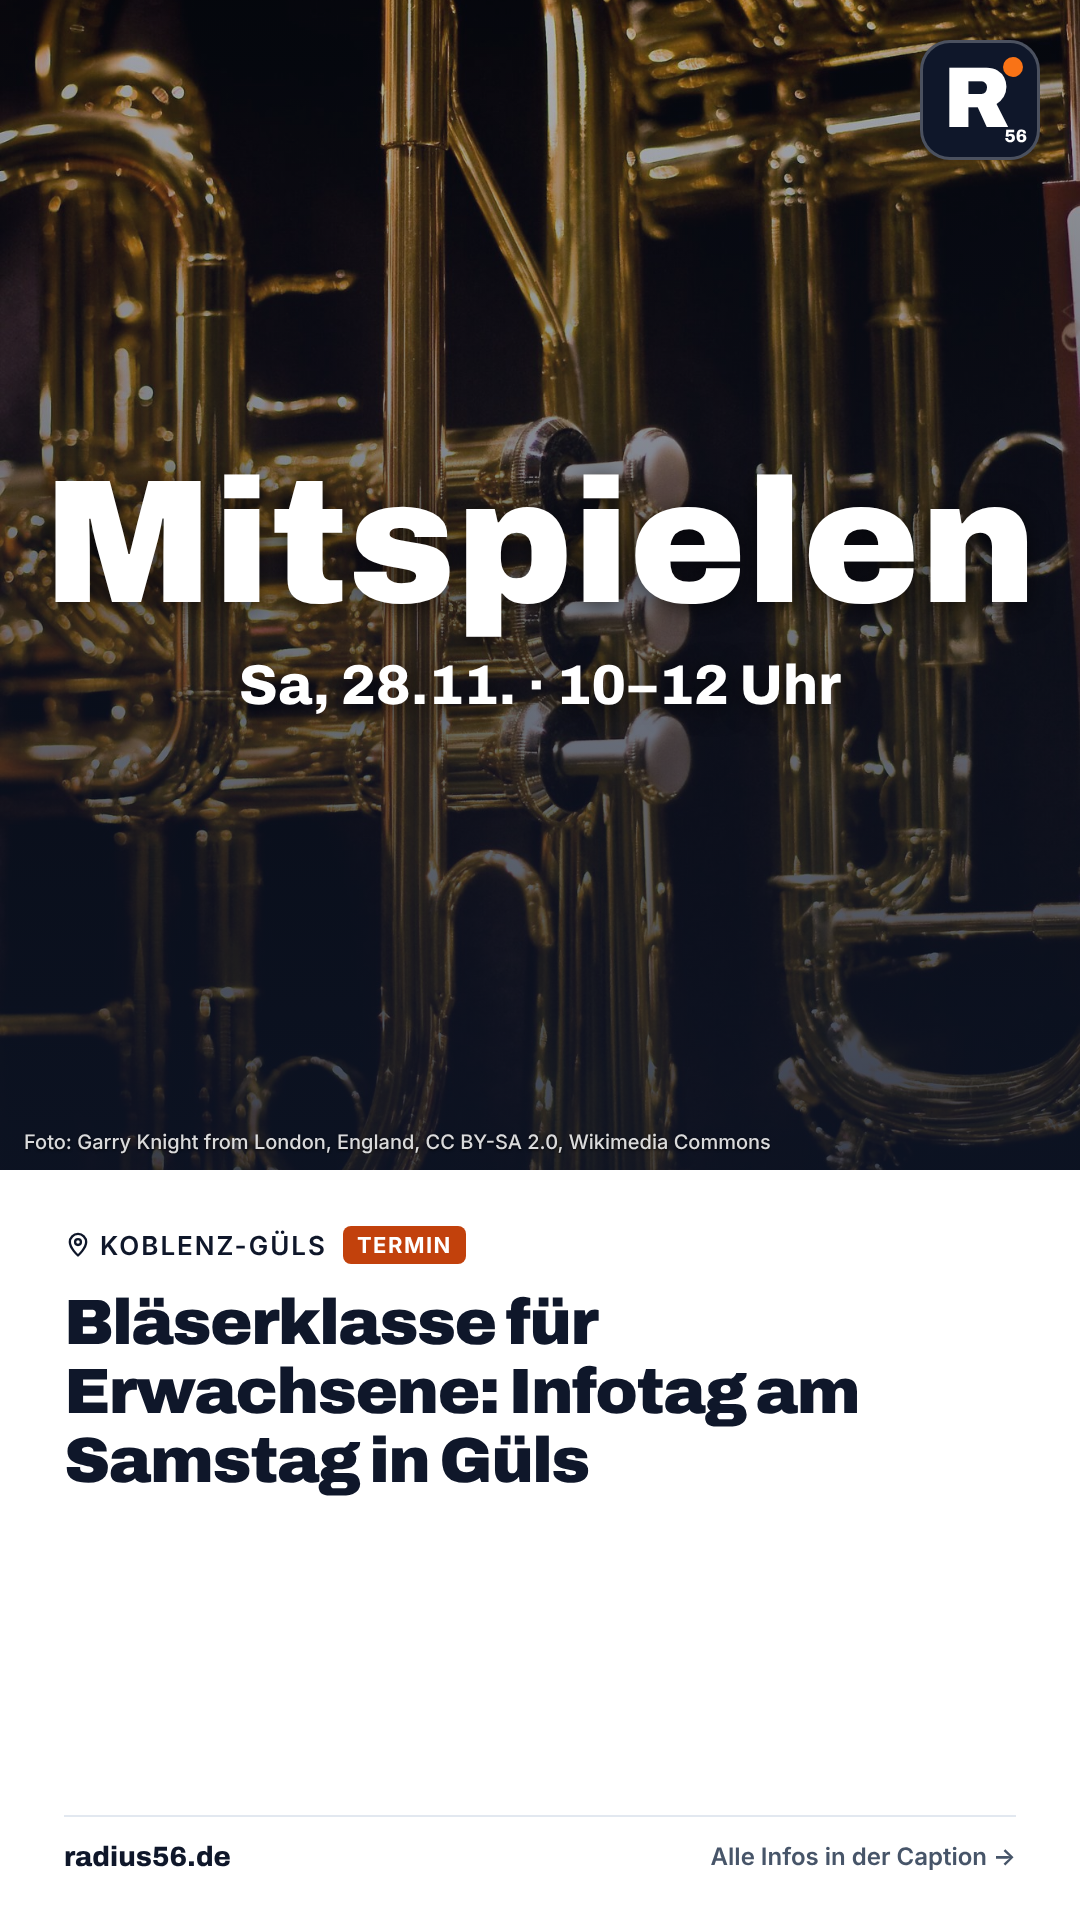 R
56
Mitspielen
Sa, 28.11. · 10–12 Uhr
Foto: Garry Knight from London, England, CC BY-SA 2.0, Wikimedia Commons
KOBLENZ-GÜLS TERMIN
Bläserklasse für
Erwachsene: Infotag am
Samstag in Güls
radius56.de
Alle Infos in der Caption →